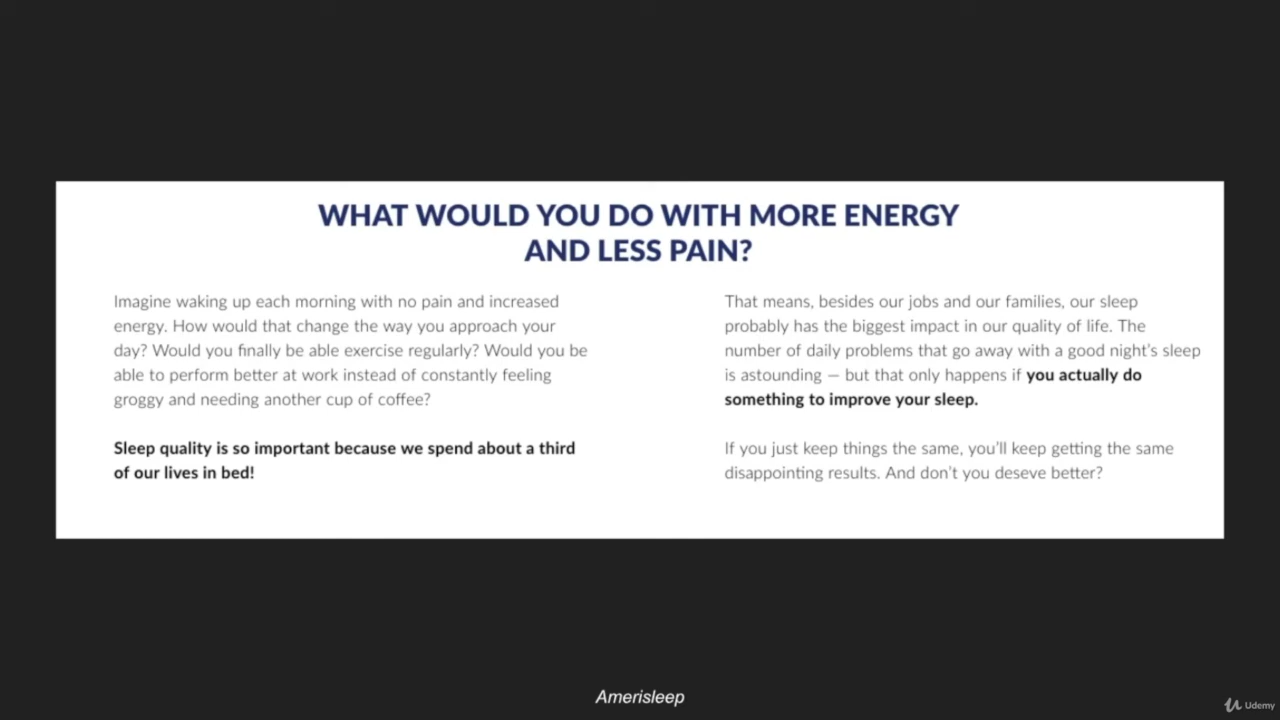 WHAT WOULD YOU DO WITH MORE ENERGY
AND LESS PAIN?
Imagine waking up each morning with no pain and increased
energy. How would that change the way you approach your
day? Would you finally be able exercise regularly? Would you be
able to perform better at work instead of constantly feeling
groggy and needing another cup of coffee?
Sleep quality is so important because we spend about a third
of our lives in bed!
That means, besides our jobs and our families, our sleep
probably has the biggest impact in our quality of life. The
number of daily problems that go away with a good night's sleep
is astounding — but that only happens if you actually do
something to improve your sleep.
If you just keep things the same, you'll keep getting the same
disappointing results. And don't you deseve better?
Amerisleep
Udemy